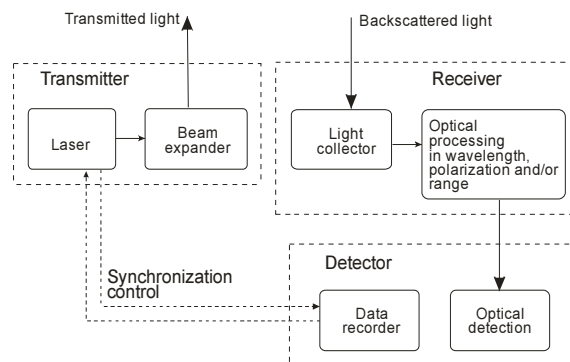 Transmitted light
Backscattered light
Transmitter
Receiver
Laser
Beam
expander
Light
collector
Optical
processing
in wavelength,
polarization and/or
range
Detector
Synchronization
control
Data
recorder
Optical
detection